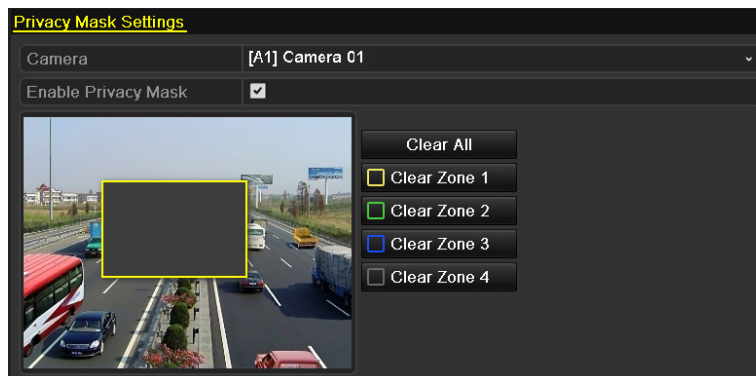 Privacy Mask Settings
Camera [A1] Camera 01
Enable Privacy Mask
Clear All
Clear Zone 1
Clear Zone 2
Clear Zone 3
Clear Zone 4